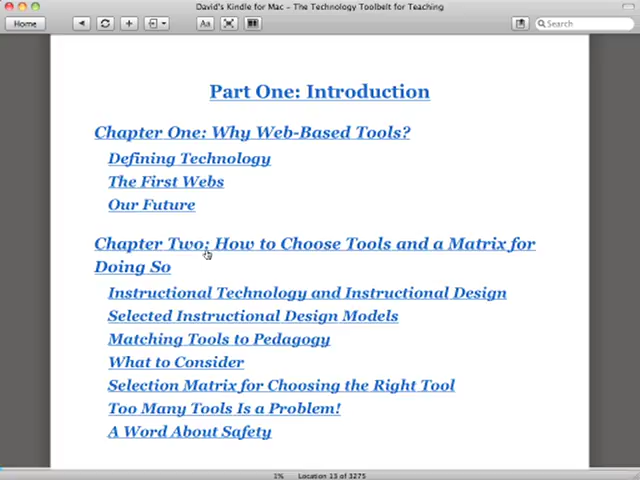 David's Kindle for Mac – The Technology Toolbelt for Teaching
Home
Aa
Search
Part One: Introduction
Chapter One: Why Web-Based Tools?
Defining Technology
The First Webs
Our Future
Chapter Two: How to Choose Tools and a Matrix for
Doing So
Instructional Technology and Instructional Design
Selected Instructional Design Models
Matching Tools to Pedagogy
What to Consider
Selection Matrix for Choosing the Right Tool
Too Many Tools Is a Problem!
A Word About Safety
1% Location 13 of 3275